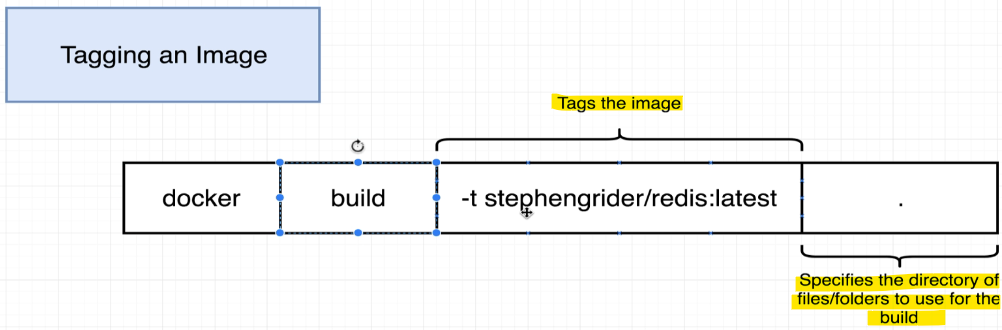 Tagging an Image
Tags the image
docker build -t stephengrider/redis:latest .
Specifies the directory of
files/folders to use for the
build